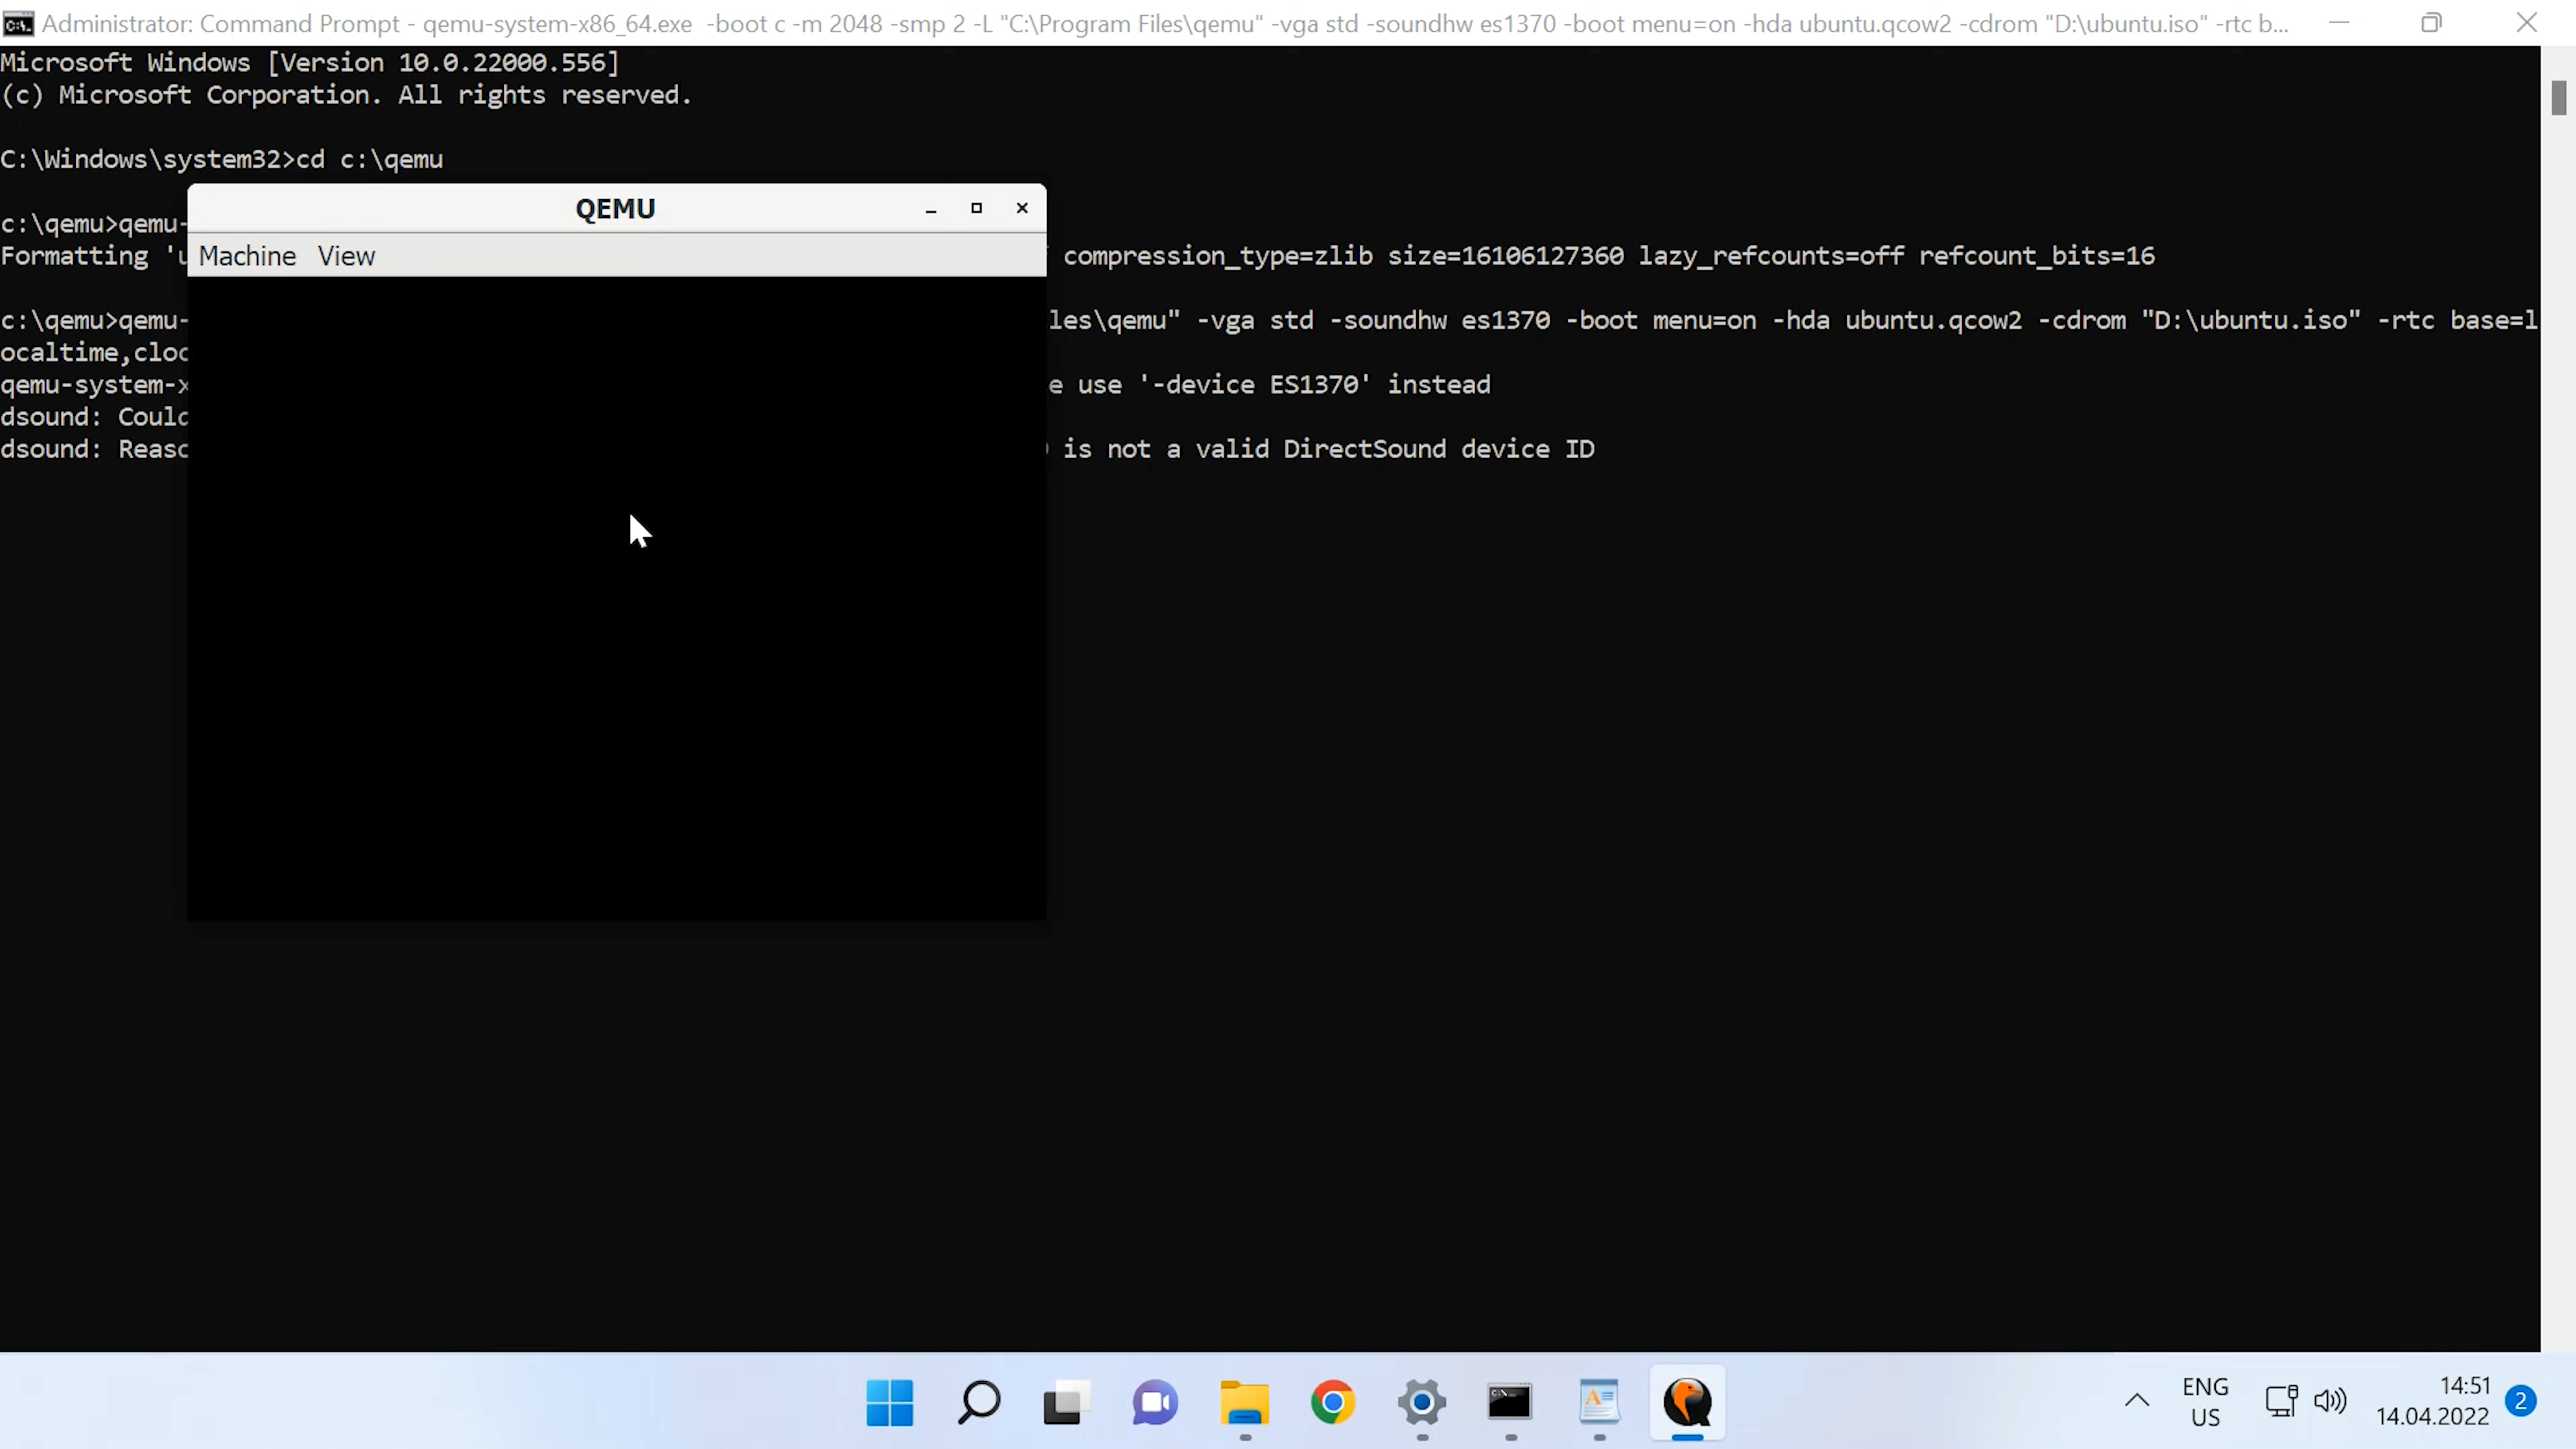 Administrator: Command Prompt - qemu-system-x86_64.exe  -boot c -m 2048 -smp 2 -L "C:\Program Files\qemu" -vga std -soundhw es1370 -boot menu=on -hda ubuntu.qcow2 -cdrom "D:\ubuntu.iso" -rtc b...
Microsoft Windows [Version 10.0.22000.556]
(c) Microsoft Corporation. All rights reserved.
C:\Windows\system32>cd c:\qemu
QEMU
Machine View
c:\qemu>qemu-
Formatting 'u compression_type=zlib size=16106127360 lazy_refcounts=off refcount_bits=16
c:\qemu>qemu- les\qemu" -vga std -soundhw es1370 -boot menu=on -hda ubuntu.qcow2 -cdrom "D:\ubuntu.iso" -rtc base=l
ocaltime,cloc
qemu-system-x e use '-device ES1370' instead
dsound: Could
dsound: Reaso is not a valid DirectSound device ID
ENG
US
14:51
14.04.2022
2